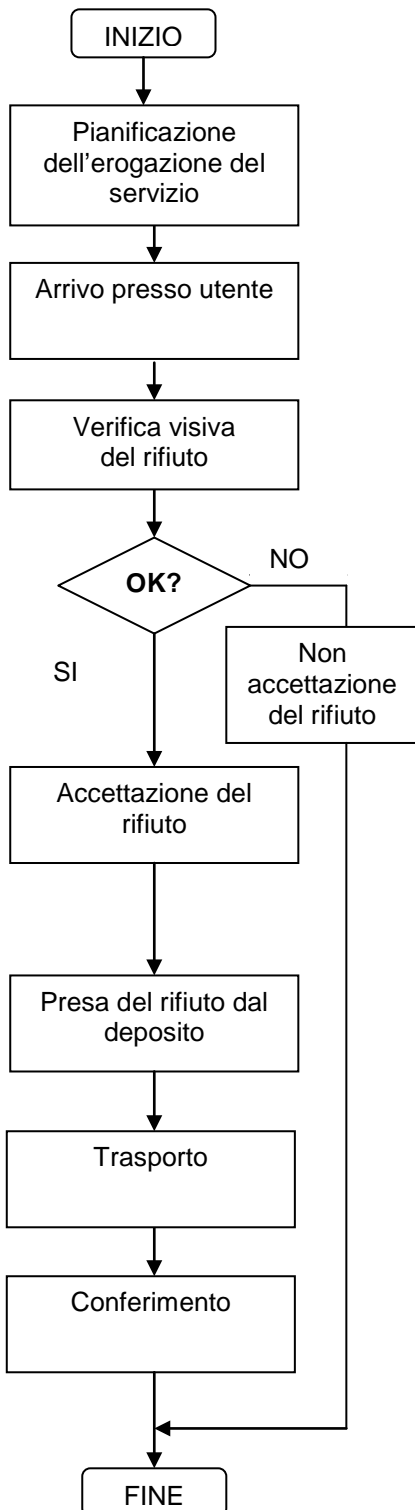 INIZIO
Pianificazione
dell'erogazione del
servizio
Arrivo presso utente
Verifica visiva
del rifiuto
OK?
NO
SI
Non
accettazione
del rifiuto
Accettazione del
rifiuto
Presa del rifiuto dal
deposito
Trasporto
Conferimento
FINE